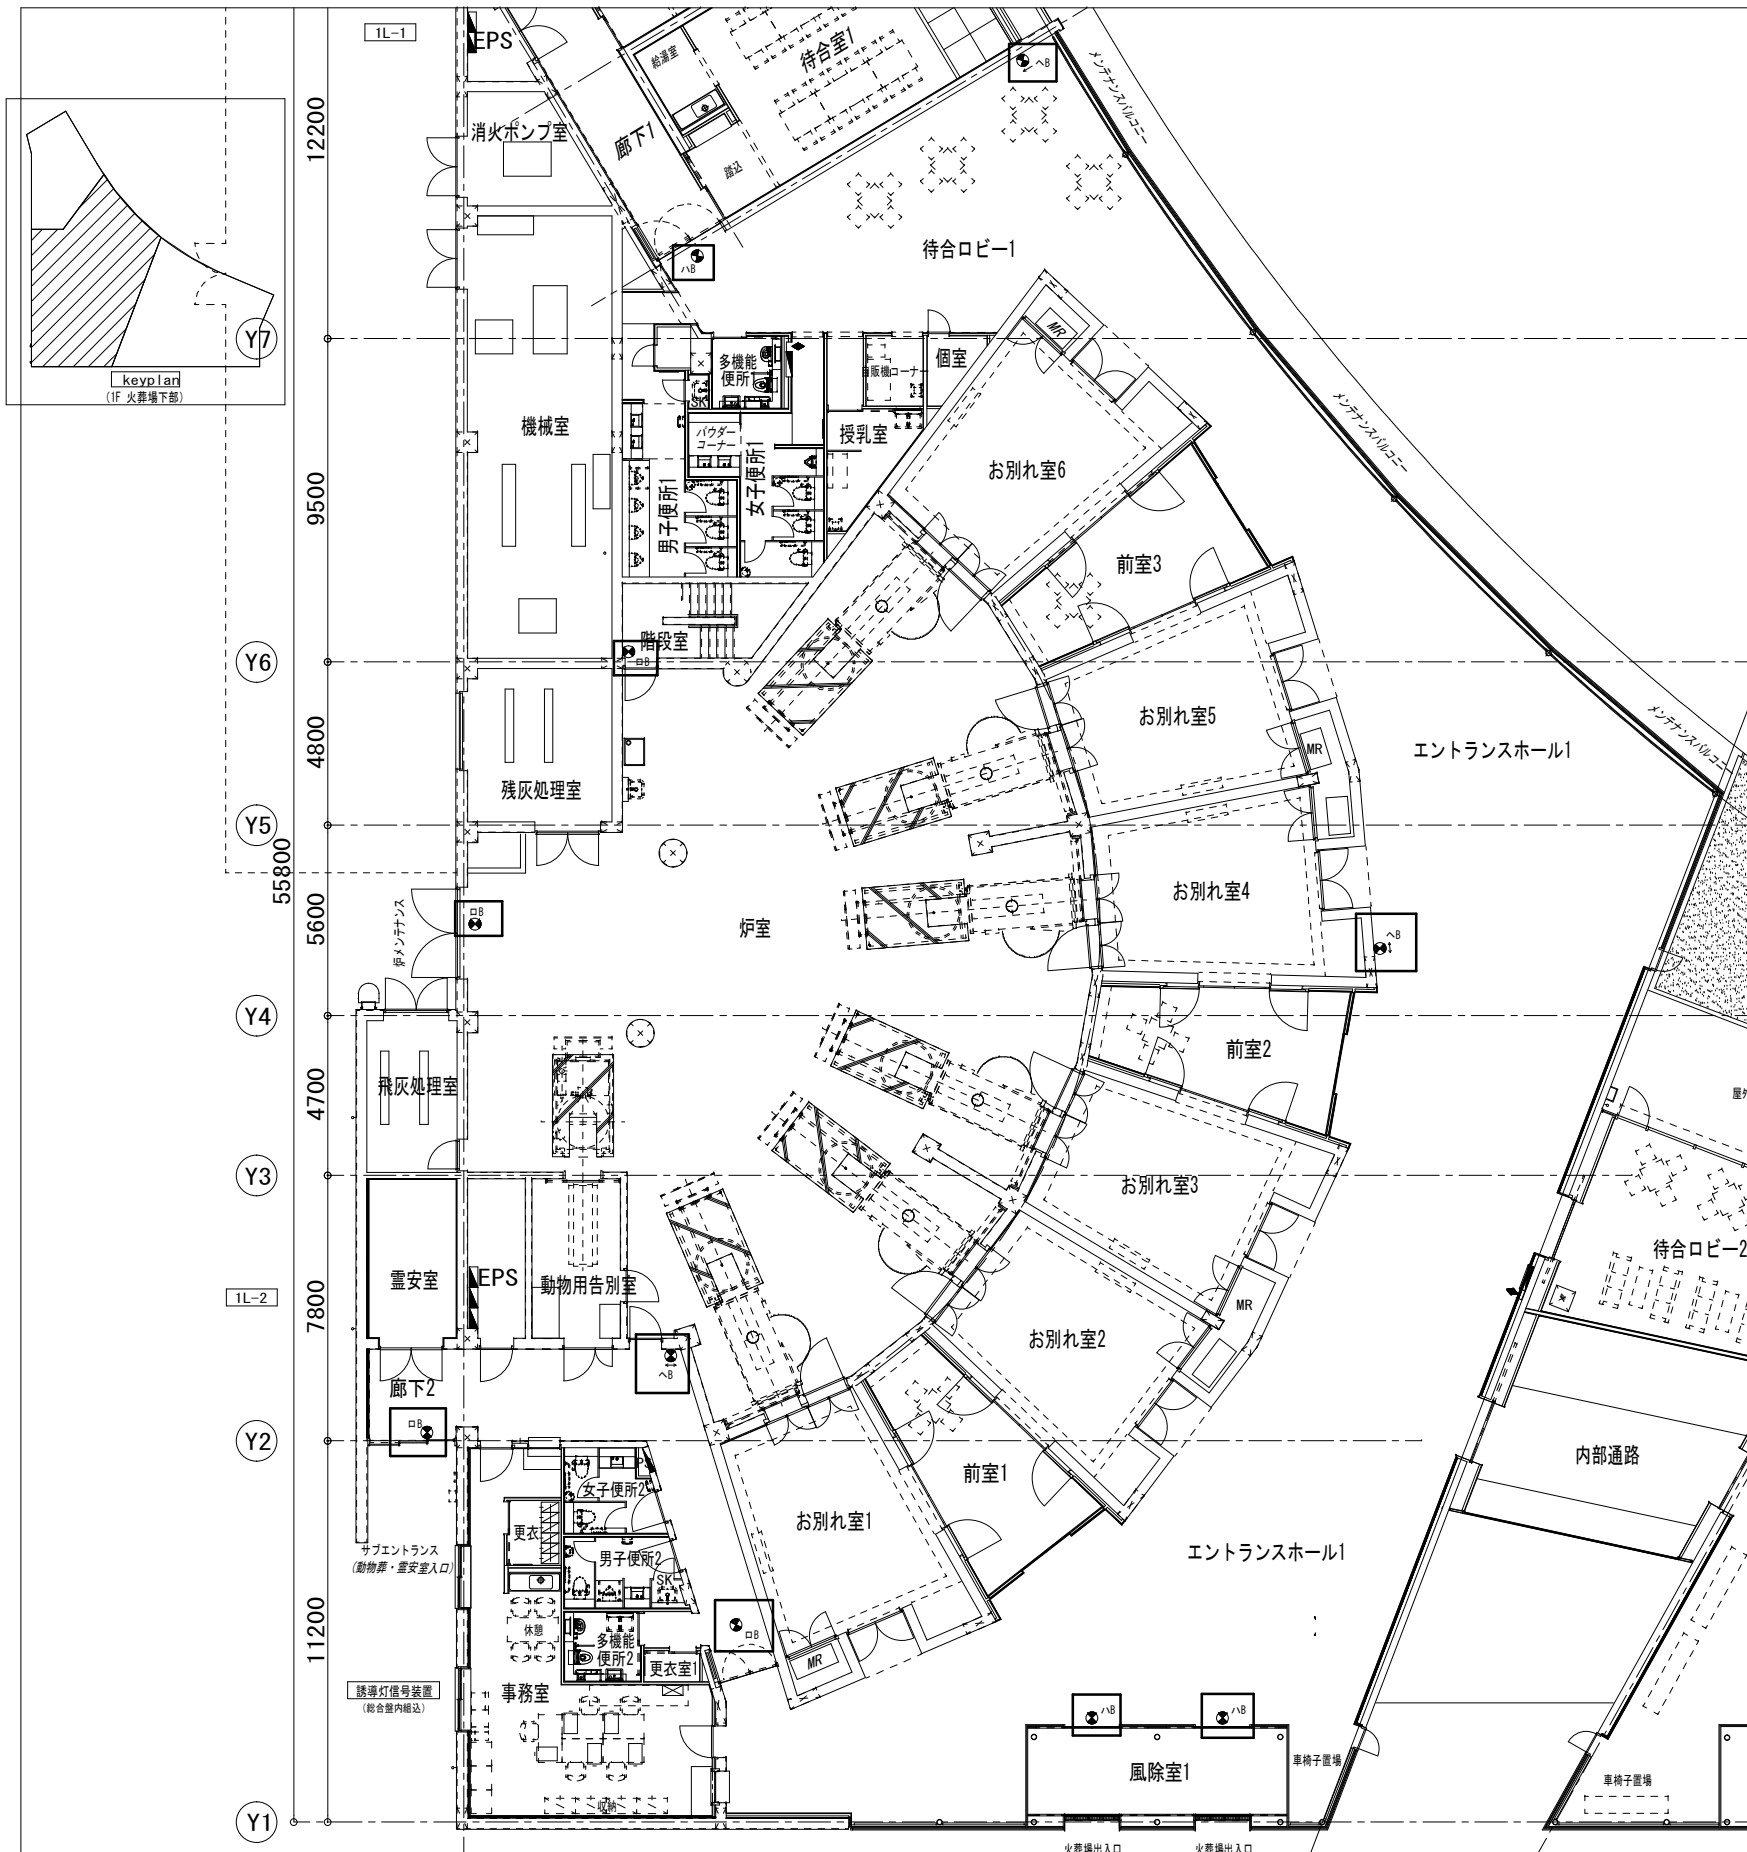 1L-1
EPS
給湯室
待合室1
ヘB
メンテナンスバルコニー
12200
消火ポンプ室
廊下1
踏込
待合ロビー1
ハB
Y7
keyplan
(1F 火葬場下部)
MR
多機能
便所1
自販機コーナー
個室
メンテナンスバルコニー
SK
機械室
パウダー
コーナー
授乳室
お別れ室6
9500
男子便所1
女子便所1
前室3
階段室
Y6
ロB
お別れ室5
メンテナンスバルコニー
4800
MR
エントランスホール1
残灰処理室
Y5
55800
お別れ室4
5600
炉メンテナンス
ロB
炉室
ヘB
Y4
前室2
4700
飛灰処理室
Y3
お別れ室3
待合ロビー2
霊安室
EPS
動物用告別室
1L-2
7800
MR
お別れ室2
ヘB
廊下2
ロB
Y2
内部通路
前室1
女子便所2
お別れ室1
更衣
サブエントランス
(動物葬・霊安室入口)
男子便所2
エントランスホール1
SK
11200
休憩
多機能
便所2
ロB
更衣室1
MR
誘導灯信号装置
(総合盤内組込)
事務室
ハB
ハB
風除室1
車椅子置場
車椅子置場
収納
Y1
火葬場出入口
火葬場出入口